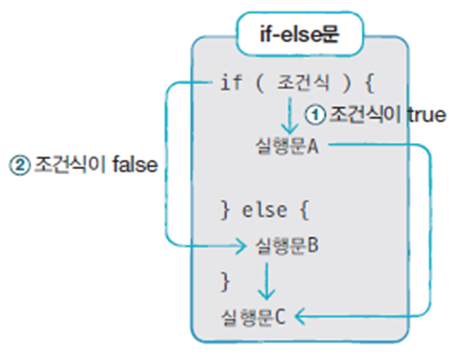 if-else문
if ( 조건식 ) {
① 조건식이 true
실행문A
② 조건식이 false
} else {
실행문B
}
실행문C